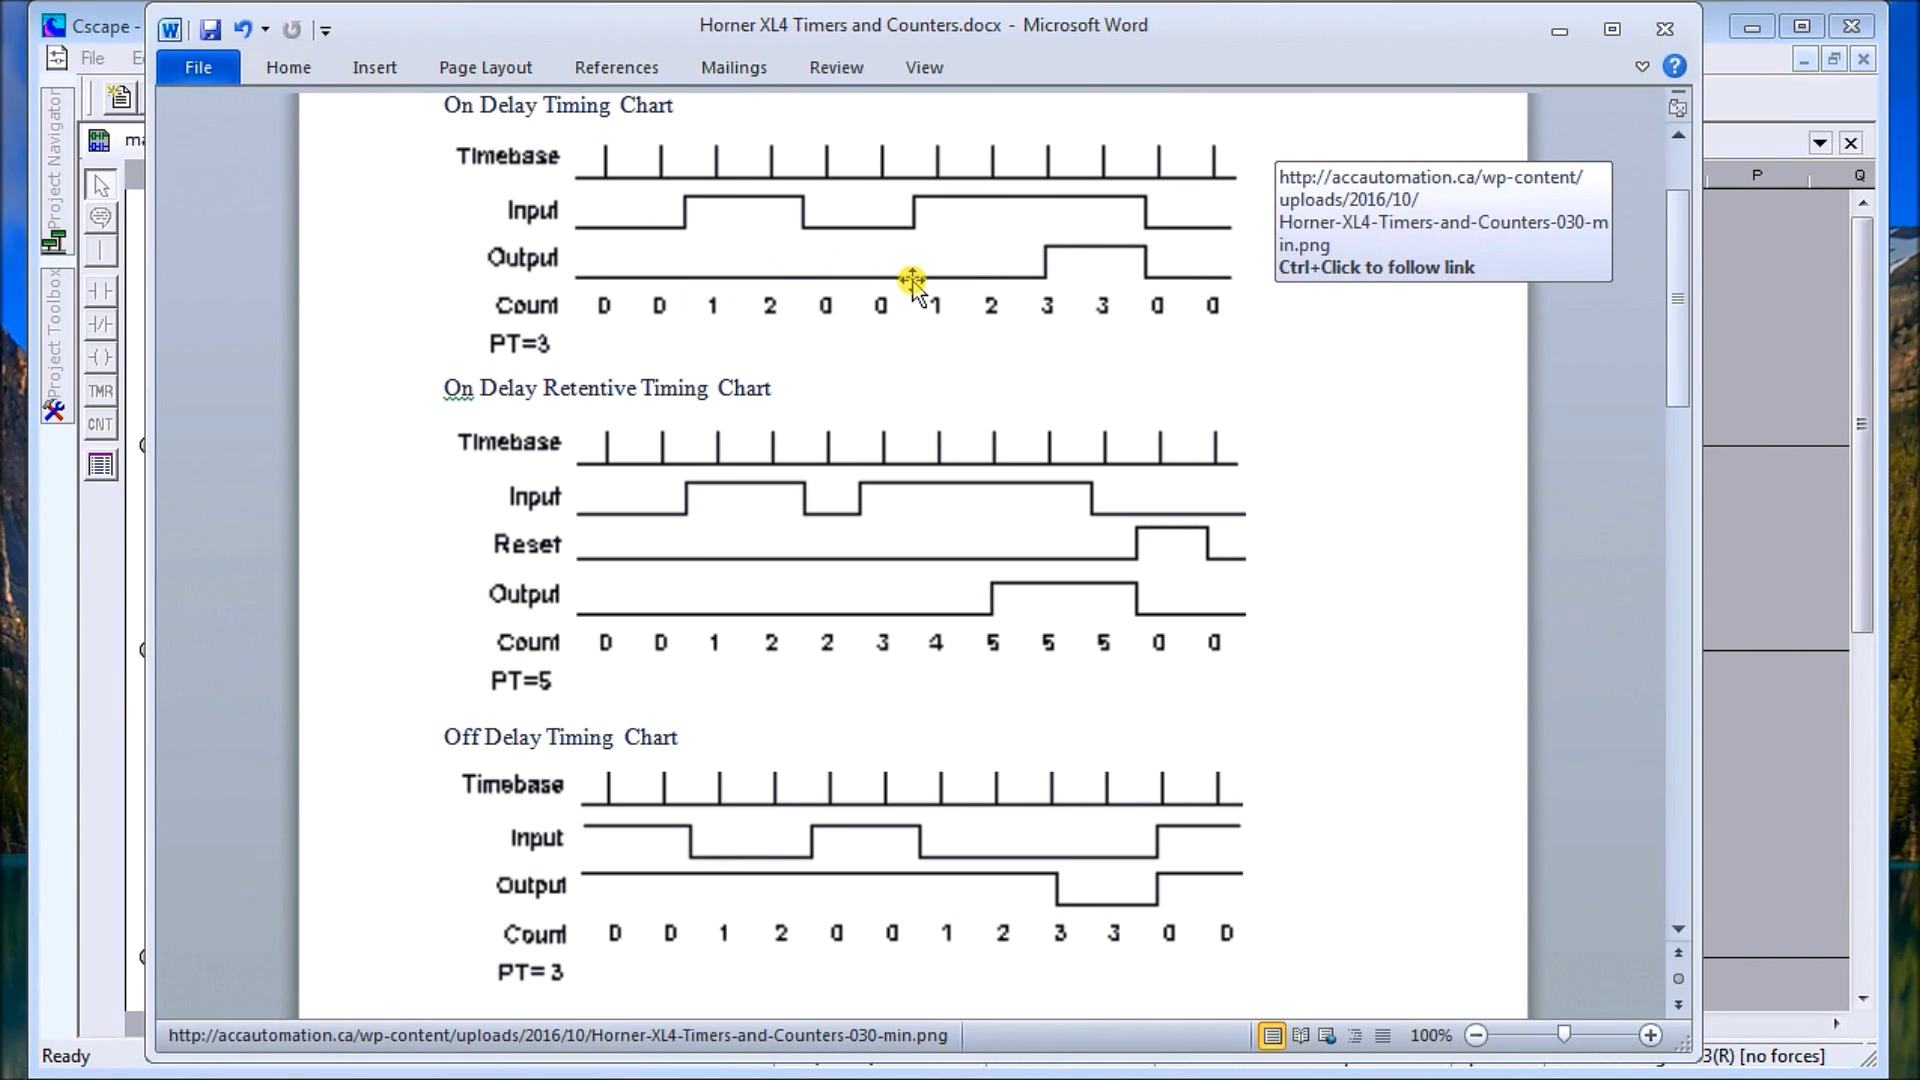 Cscape -
Horner XL4 Timers and Counters.docx - Microsoft Word
File
File Home Insert Page Layout References Mailings Review View
On Delay Timing Chart
Timebase
Input
Output
Count 0 0 1 2 0 0 1 2 3 3 0 0
PT=3
http://accautomation.ca/wp-content/
uploads/2016/10/
Horner-XL4-Timers-and-Counters-030-m
in.png
Ctrl+Click to follow link
On Delay Retentive Timing Chart
Timebase
Input
Reset
Output
Count 0 0 1 2 2 3 4 5 5 5 0 0
PT=5
Off Delay Timing Chart
Timebase
Input
Output
Count 0 0 1 2 0 0 1 2 3 3 0 0
PT= 3
Project Navigator
Project Toolbox
TMR
CNT
P Q
http://accautomation.ca/wp-content/uploads/2016/10/Horner-XL4-Timers-and-Counters-030-min.png
100%
Ready
3(R) [no forces]